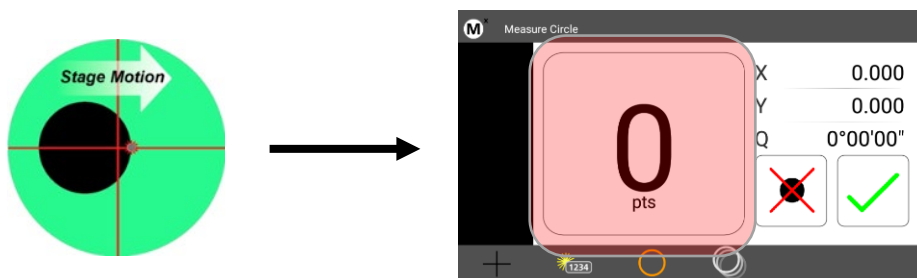 Stage Motion
M x
Measure Circle
X 0.000
Y 0.000
Q 0°00'00"
0
pts
1234